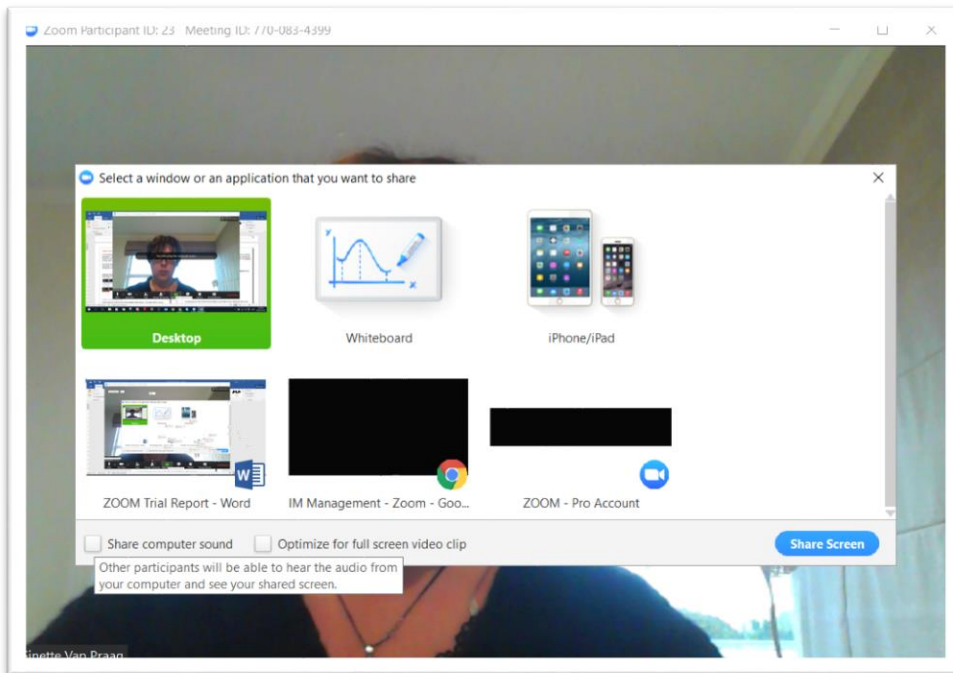 Zoom Participant ID: 23 Meeting ID: 770-083-4399
Select a window or an application that you want to share
Desktop
Whiteboard
iPhone/iPad
ZOOM Trial Report - Word
IM Management - Zoom - Goo...
ZOOM - Pro Account
Share computer sound
Optimize for full screen video clip
Share Screen
Other participants will be able to hear the audio from
your computer and see your shared screen.
Van Praag